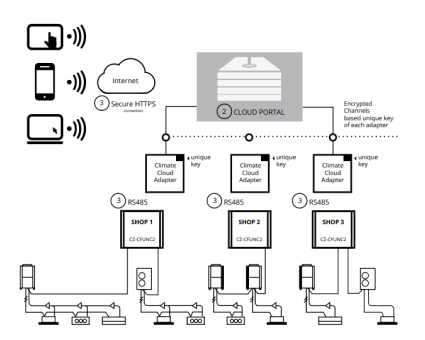 Internet
3 Secure HTTPS
connection
2 CLOUD PORTAL
Encrypted
Channels
based unique key
of each adapter
Climate
Cloud
Adapter
unique
key
Climate
Cloud
Adapter
unique
key
Climate
Cloud
Adapter
unique
key
3 RS485
3 RS485
3 RS485
SHOP 1
CZ-CFUNC2
SHOP 2
CZ-CFUNC2
SHOP 3
CZ-CFUNC2